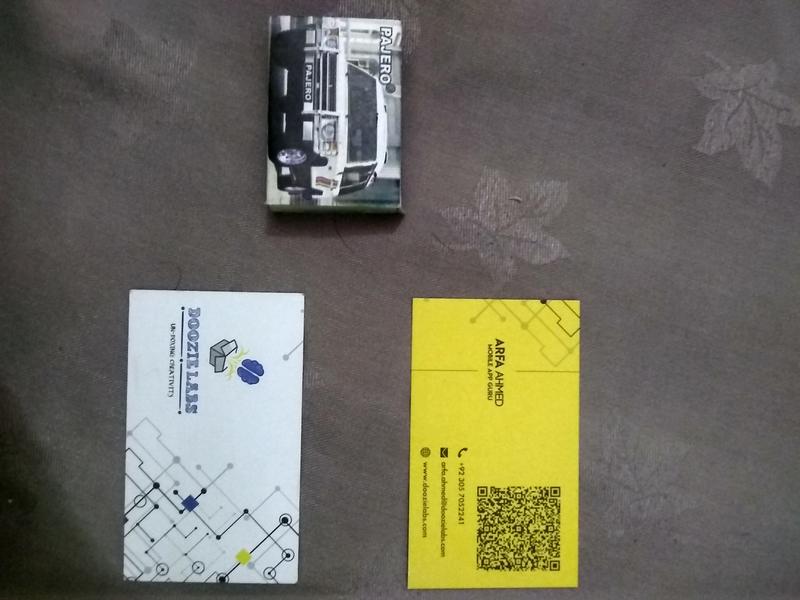 PAJERO
PAJERO
DOOZIE LABS
UN-BOXING CREATIVITY
ARFA AHMED
MOBILE APP GURU
+92 305 7052241
arfa.ahmed@doozielabs.com
www.doozielabs.com